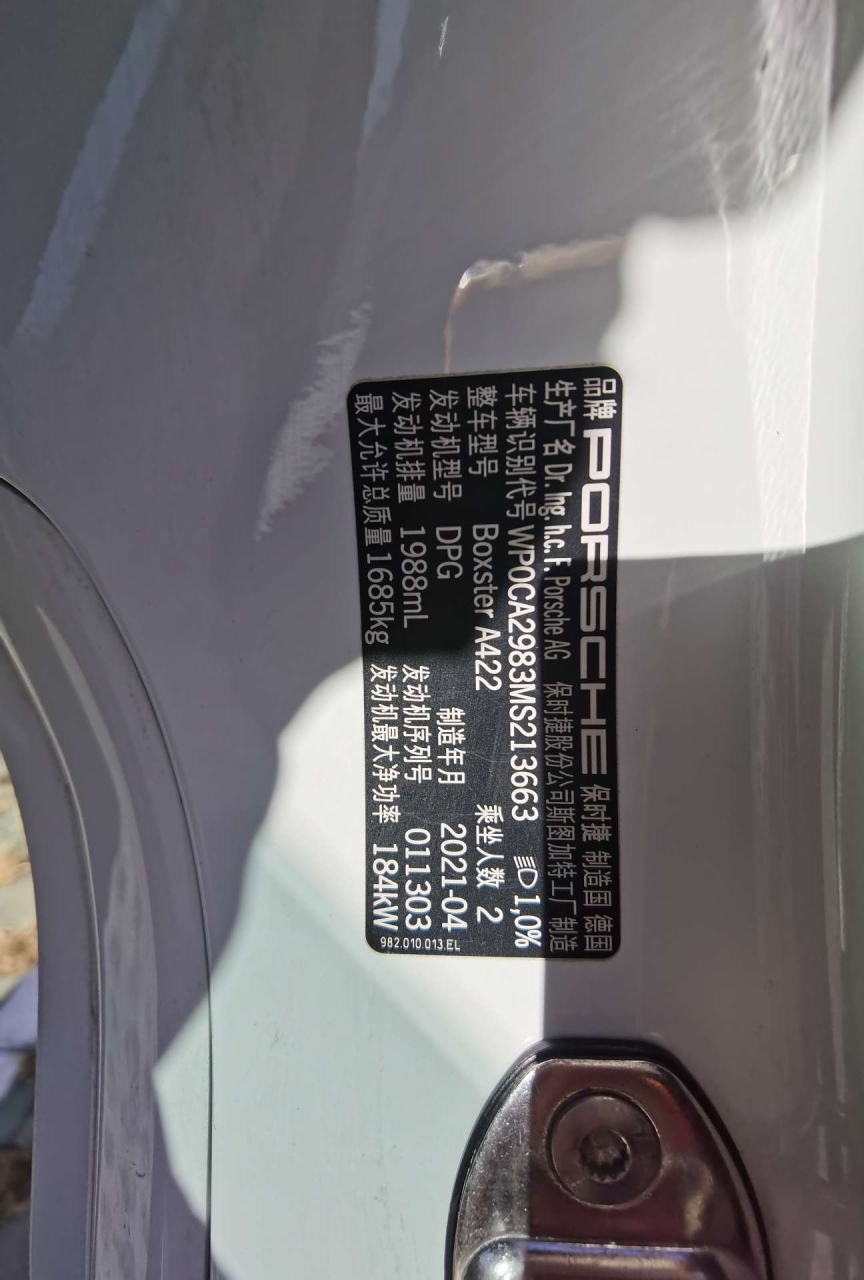 品牌 PORSCHE 保时捷 制造国 德国
生产厂名 Dr. Ing. h.c. F. Porsche AG 保时捷股份公司斯图加特工厂制造
车辆识别代号 WP0CA2983MS213663 1,0%
整车型号 Boxster A422 乘坐人数 2
发动机型号 DPG 制造年月 2021-04
发动机排量 1988mL 发动机序列号 011303
最大允许总质量 1685kg 发动机最大净功率 184kW
982.010.013.EL